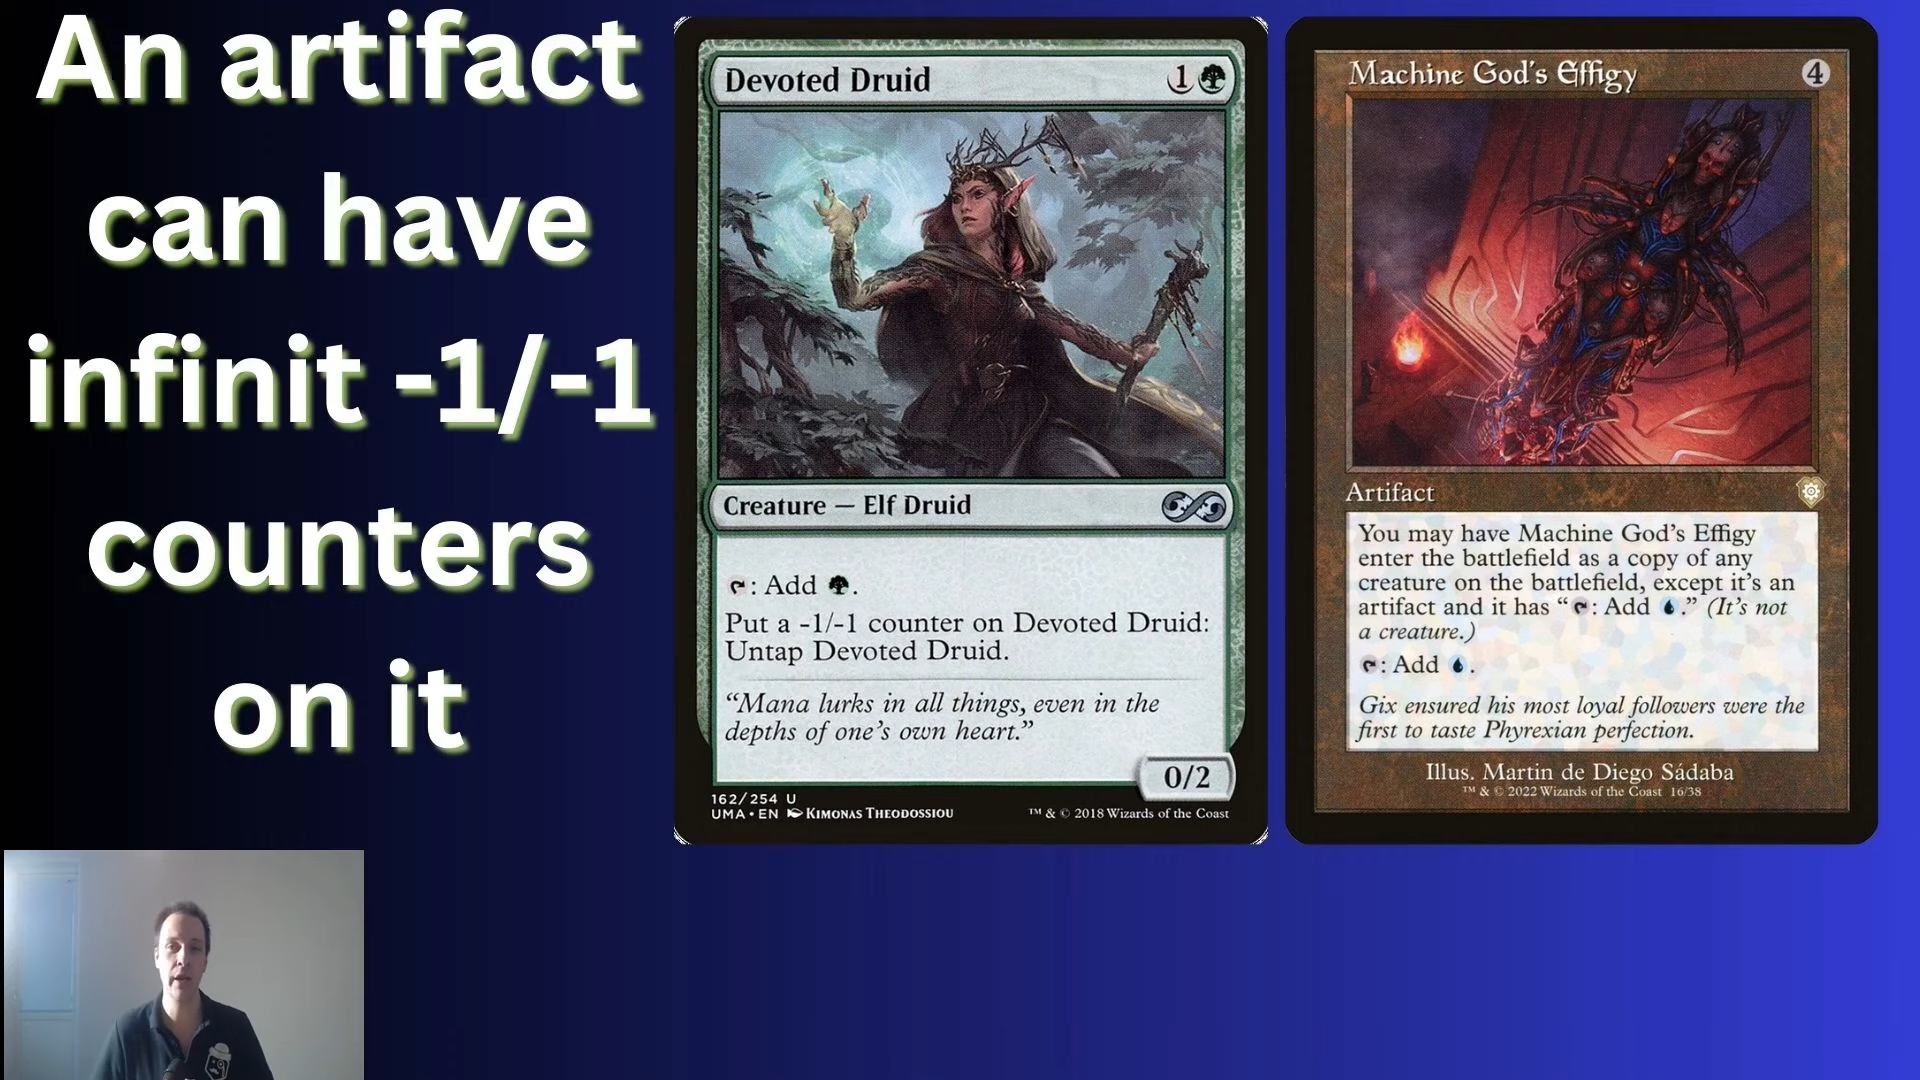 An artifact
can have
infinit -1/-1
counters
on it
Devoted Druid 1
Creature — Elf Druid
: Add .
Put a -1/-1 counter on Devoted Druid:
Untap Devoted Druid.
“Mana lurks in all things, even in the
depths of one’s own heart.”
0/2
162/254 U
UMA • EN KIMONAS THEODOSSIOU
™ & © 2018 Wizards of the Coast
Machine God's Effigy 4
Artifact
You may have Machine God's Effigy
enter the battlefield as a copy of any
creature on the battlefield, except it's an
artifact and it has “: Add .” (It's not
a creature.)
: Add .
Gix ensured his most loyal followers were the
first to taste Phyrexian perfection.
Illus. Martin de Diego Sádaba
™ & © 2022 Wizards of the Coast 16/38